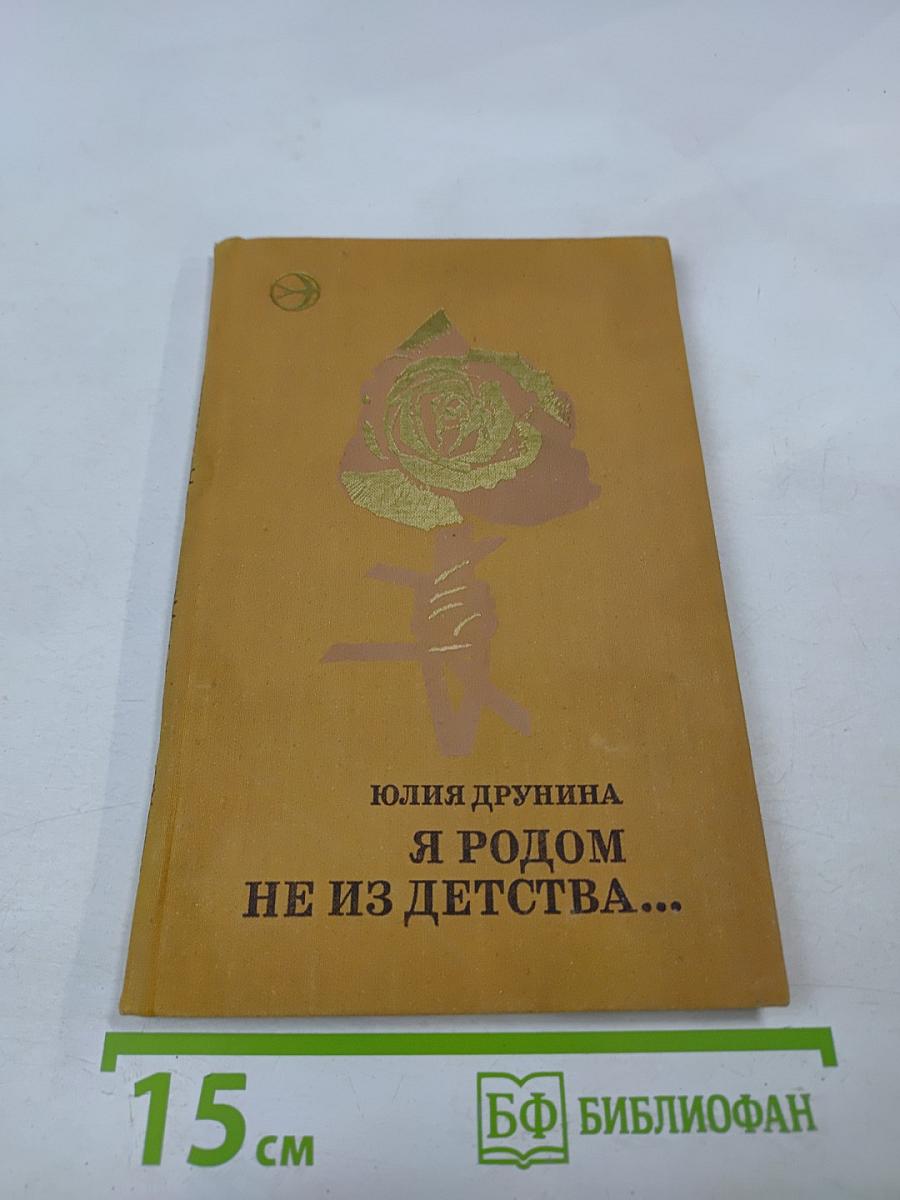 ЮЛИЯ ДРУНИНА
Я РОДОМ
НЕ ИЗ ДЕТСТВА...
15 см
БФ БИБЛИОФАН